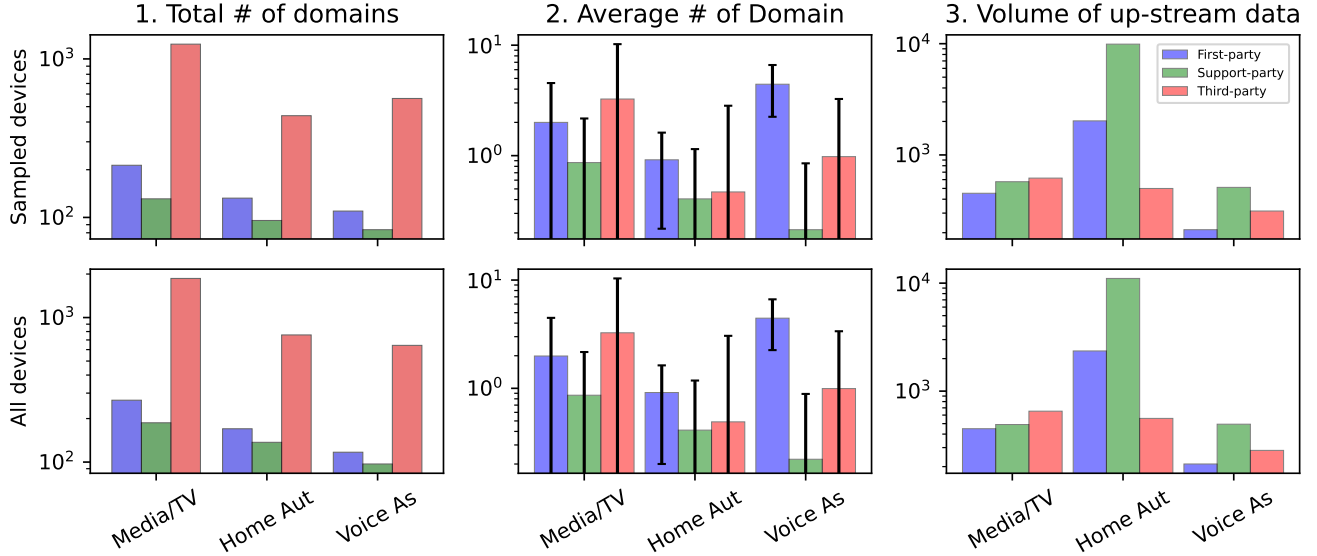 1. Total # of domains
2. Average # of Domain
3. Volume of up-stream data
Sampled devices
10³
10²
10¹
10⁰
10⁴
10³
First-party
Support-party
Third-party
All devices
10³
10²
10¹
10⁰
10⁴
10³
Media/TV
Home Aut
Voice As
Media/TV
Home Aut
Voice As
Media/TV
Home Aut
Voice As